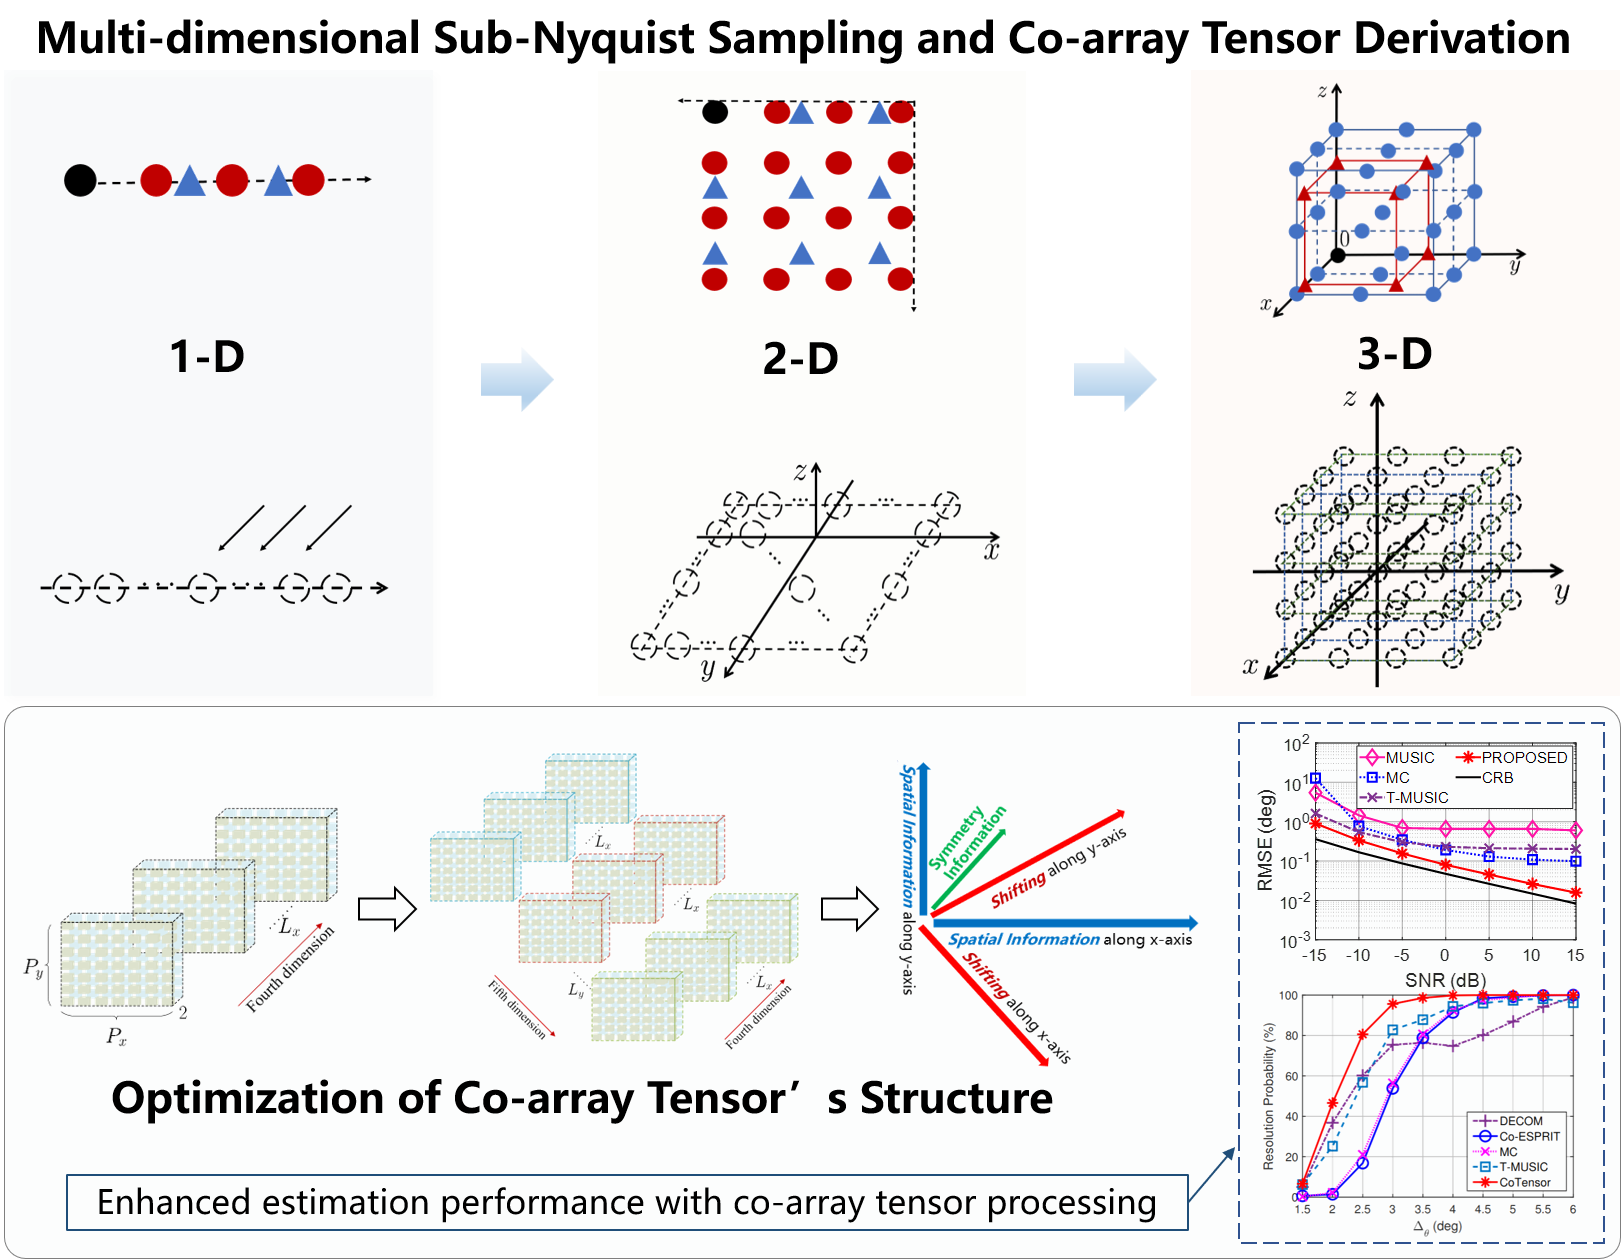 Multi-dimensional Sub-Nyquist Sampling and Co-array Tensor Derivation
z
0
y
x
1-D
2-D
3-D
z
x
y
z
y
x
...
...
...
...
...
...
...
...
...
...
P_y
P_x
2
L_x
Fourth dimension
L_x
L_x
L_x
L_y
Fifth dimension
Fourth dimension
Spatial Information along y-axis
Symmetry
Information
Shifting along y-axis
Spatial Information along x-axis
Shifting along x-axis
Optimization of Co-array Tensor’ s Structure
Enhanced estimation performance with co-array tensor processing
RMSE (deg)
10^2
10^1
10^0
10^-1
10^-2
10^-3
MUSIC
PROPOSED
MC
CRB
T-MUSIC
-15 -10 -5 0 5 10 15
SNR (dB)
Resolution Probability (%)
100
80
60
40
20
0
DECOM
Co-ESPRIT
MC
T-MUSIC
CoTensor
1.5 2 2.5 3 3.5 4 4.5 5 5.5 6
Δ_θ (deg)